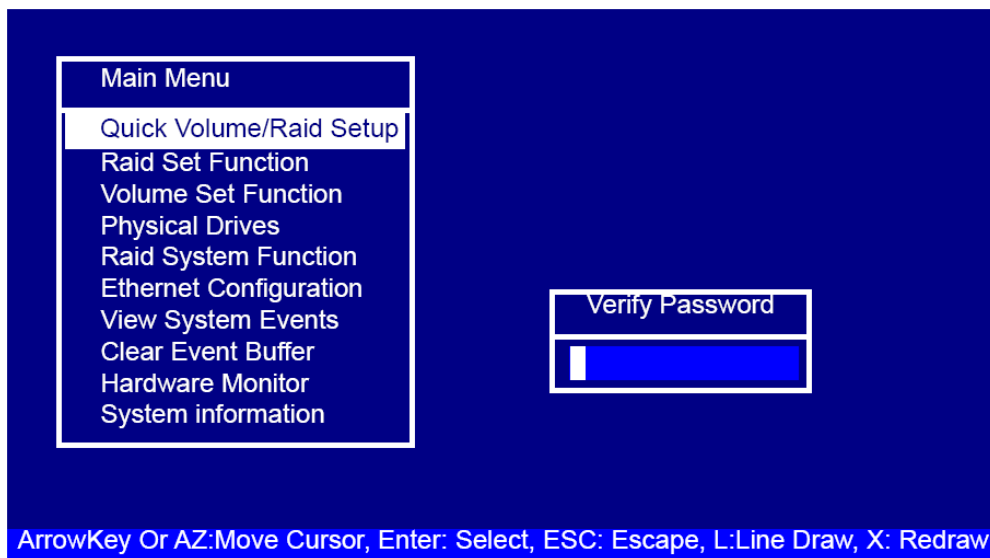 Main Menu
Quick Volume/Raid Setup
Raid Set Function
Volume Set Function
Physical Drives
Raid System Function
Ethernet Configuration
View System Events
Clear Event Buffer
Hardware Monitor
System information
Verify Password
ArrowKey Or AZ:Move Cursor, Enter: Select, ESC: Escape, L:Line Draw, X: Redraw